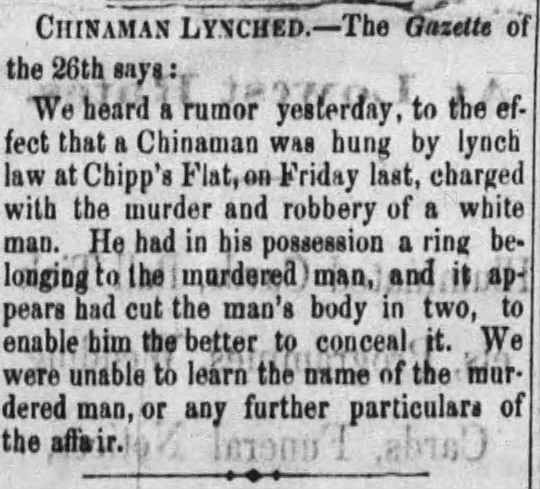 CHINAMAN LYNCHED.—The Gazette of
the 26th says:
We heard a rumor yesterday, to the ef-
fect that a Chinaman was hung by lynch
law at Chipp's Flat, on Friday last, charged
with the murder and robbery of a white
man. He had in his possession a ring be-
longing to the murdered man, and it ap-
pears had cut the man's body in two, to
enable him the better to conceal it. We
were unable to learn the name of the mur-
dered man, or any further particulars of
the affair.